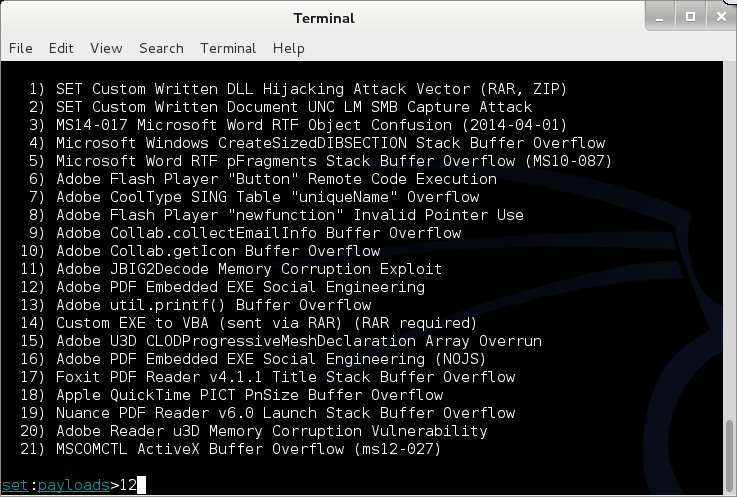 Terminal
File Edit View Search Terminal Help
1) SET Custom Written DLL Hijacking Attack Vector (RAR, ZIP)
2) SET Custom Written Document UNC LM SMB Capture Attack
3) MS14-017 Microsoft Word RTF Object Confusion (2014-04-01)
4) Microsoft Windows CreateSizedDIBSECTION Stack Buffer Overflow
5) Microsoft Word RTF pFragments Stack Buffer Overflow (MS10-087)
6) Adobe Flash Player "Button" Remote Code Execution
7) Adobe CoolType SING Table "uniqueName" Overflow
8) Adobe Flash Player "newfunction" Invalid Pointer Use
9) Adobe Collab.collectEmailInfo Buffer Overflow
10) Adobe Collab.getIcon Buffer Overflow
11) Adobe JBIG2Decode Memory Corruption Exploit
12) Adobe PDF Embedded EXE Social Engineering
13) Adobe util.printf() Buffer Overflow
14) Custom EXE to VBA (sent via RAR) (RAR required)
15) Adobe U3D CLODProgressiveMeshDeclaration Array Overrun
16) Adobe PDF Embedded EXE Social Engineering (NOJS)
17) Foxit PDF Reader v4.1.1 Title Stack Buffer Overflow
18) Apple QuickTime PICT PnSize Buffer Overflow
19) Nuance PDF Reader v6.0 Launch Stack Buffer Overflow
20) Adobe Reader u3D Memory Corruption Vulnerability
21) MSCOMCTL ActiveX Buffer Overflow (ms12-027)
set:payloads>12